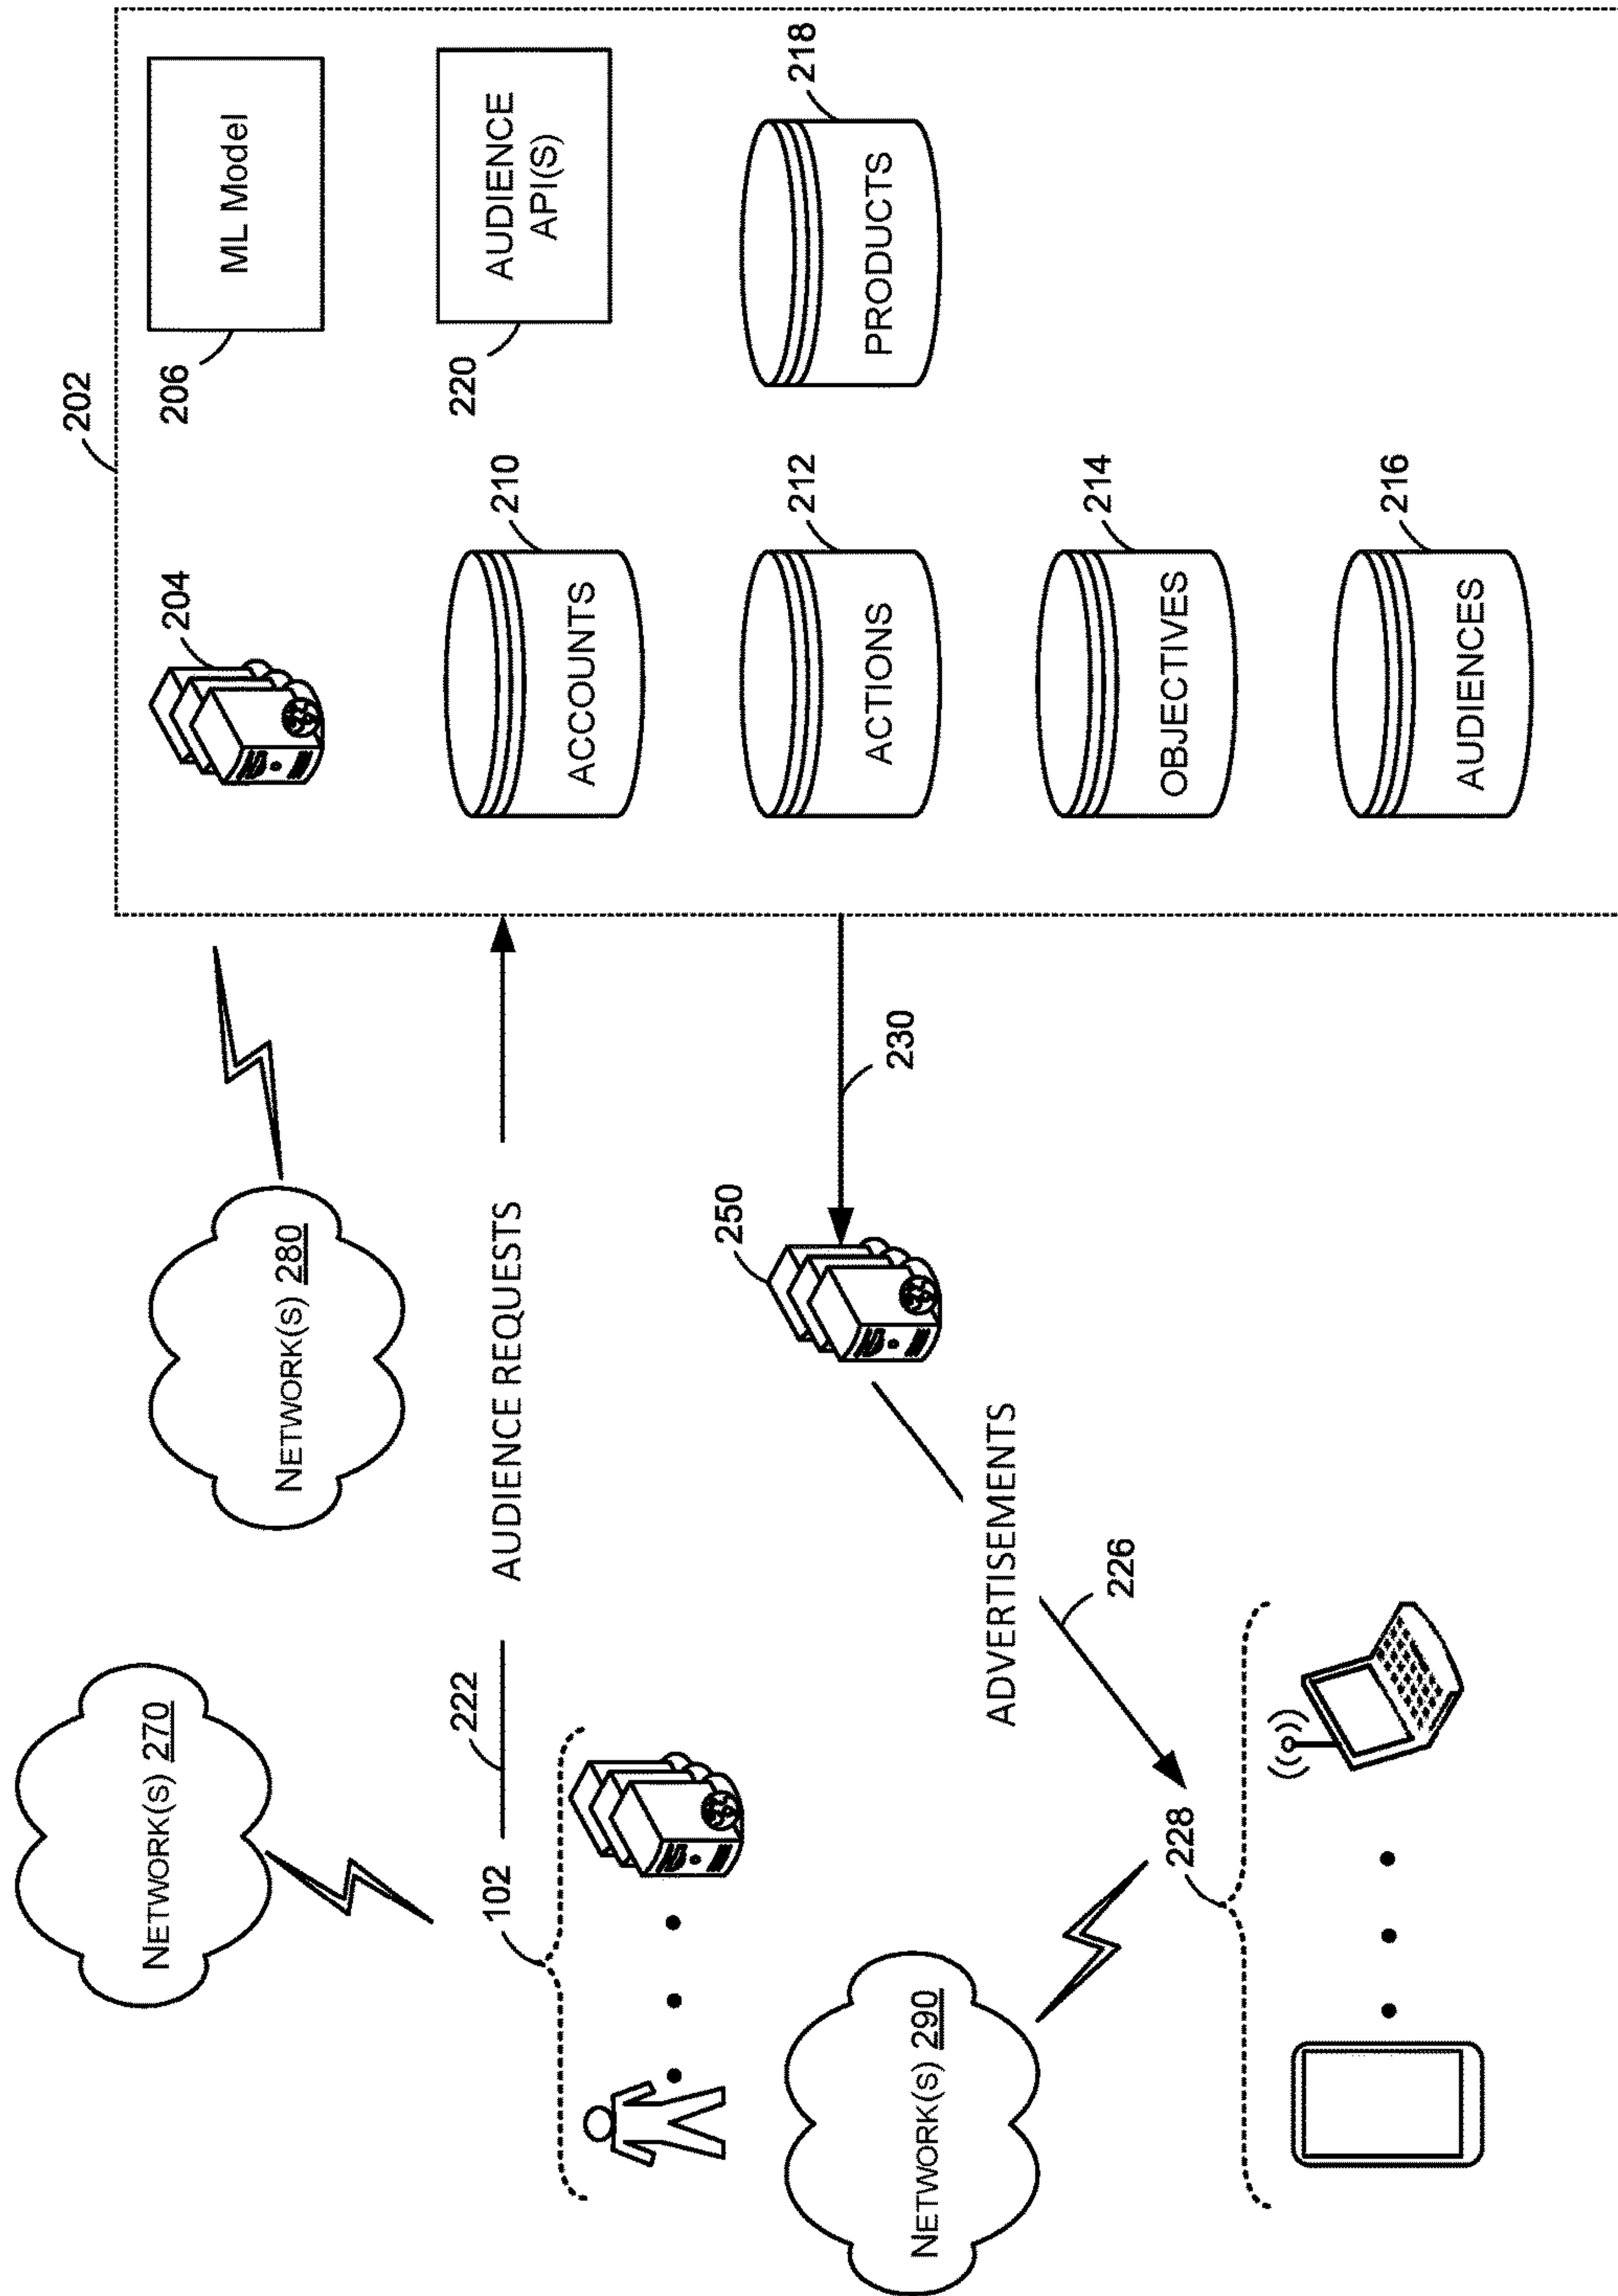 202
NETWORK(S) 270
204
206
ML Model
NETWORK(S) 280
222
220
102
AUDIENCE REQUESTS
210
AUDIENCE
API(S)
ACCOUNTS
250
212
218
ACTIONS
PRODUCTS
230
NETWORK(S) 290
ADVERTISEMENTS
214
226
228
OBJECTIVES
216
AUDIENCES